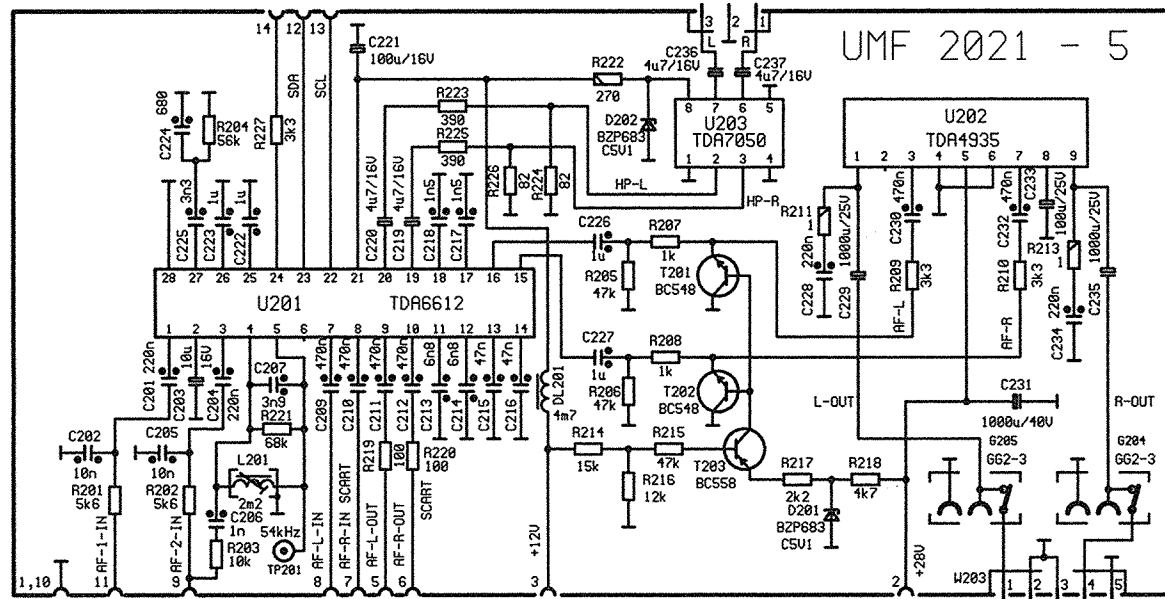 UMF 2021 - 5
14
12
13
SDA
SCL
C221
100u/16V
3
2
1
L
R
C236
4u7/16V
C237
4u7/16V
R222
270
D202
BZP683
C5V1
8
7
6
5
U203
TDA7050
1
2
3
4
HP-L
HP-R
U202
TDA4935
1
2
3
4
5
6
7
8
9
680
C224
R204
56k
R227
3k3
R223
390
R225
390
R226
82
R224
82
3n3
C225
1u
C223
1u
C222
4u7/16V
C220
4u7/16V
C219
1n5
C218
1n5
C217
C226
1u
R207
1k
R205
47k
T201
BC548
R211
1
220n
C228
1000u/25V
C229
470n
C230
R209
3k3
AF-L
470n
C232
R210
3k3
AF-R
C233
100u/25V
R213
1
220n
C234
1000u/25V
C235
28
27
26
25
24
23
22
21
20
19
18
17
16
15
U201
TDA6612
1
2
3
4
5
6
7
8
9
10
11
12
13
14
220n
C201
10u
16V
C203
C204
220n
C207
3n9
R221
68k
470n
C209
470n
C210
470n
C211
470n
C212
6n8
C213
6n8
C214
47n
C215
47n
C216
DL201
4m7
C227
1u
R208
1k
R206
47k
T202
BC548
C202
10n
C205
10n
R201
5k6
R202
5k6
L201
2m2
C206
1n
R203
10k
54kHz
TP201
R219
100
R220
100
R214
15k
R215
47k
R216
12k
T203
BC558
R217
2k2
R218
4k7
D201
BZP683
C5V1
L-OUT
R-OUT
C231
1000u/40V
G205
GG2-3
G204
GG2-3
AF-1-IN
AF-2-IN
AF-L-IN
AF-R-IN SCART
AF-L-OUT
AF-R-OUT
SCART
+12V
+28V
W203
1,10
11
9
8
7
5
6
3
2
1
2
3
4
5